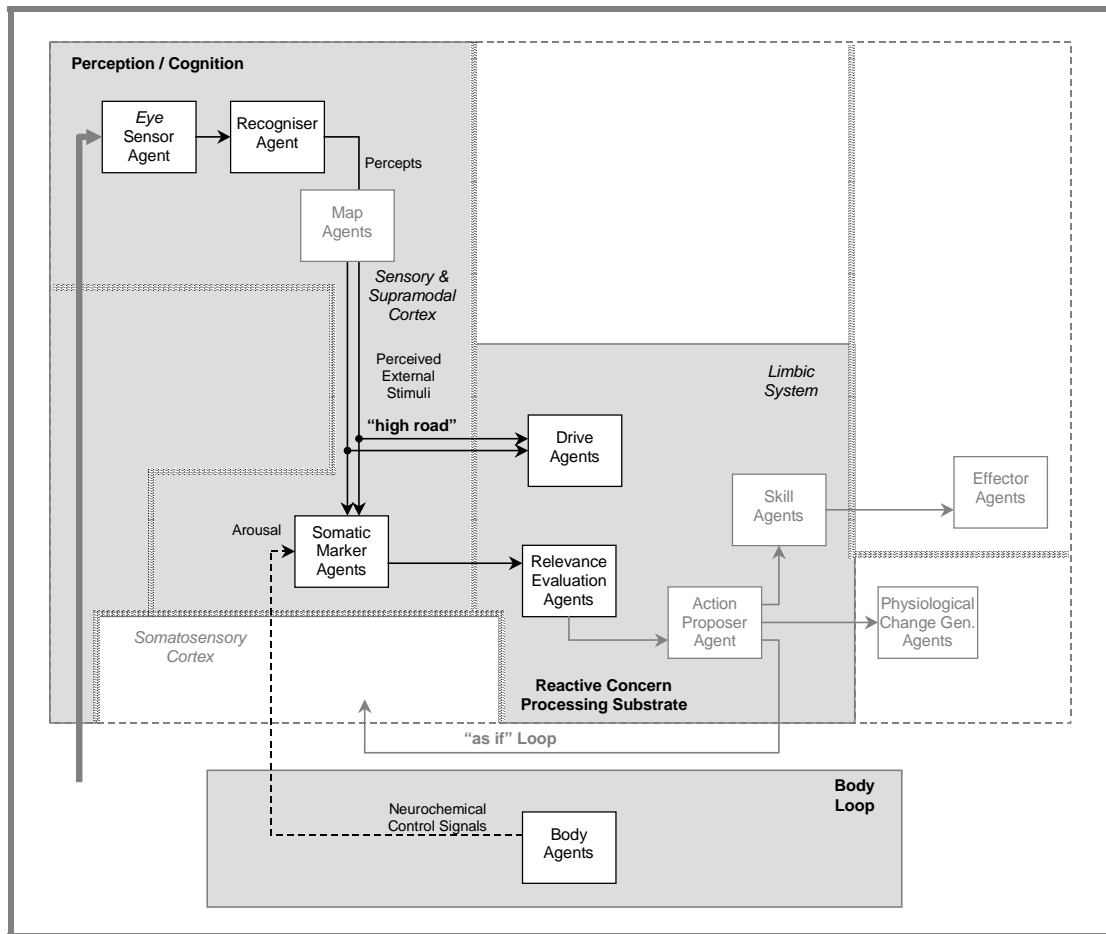 Perception / Cognition
Eye
Sensor
Agent
Recogniser
Agent
Percepts
Map
Agents
Sensory &
Supramodal
Cortex
Perceived
External
Stimuli
Limbic
System
“high road”
Drive
Agents
Skill
Agents
Effector
Agents
Arousal
Somatic
Marker
Agents
Relevance
Evaluation
Agents
Action
Proposer
Agent
Physiological
Change Gen.
Agents
Somatosensory
Cortex
Reactive Concern
Processing Substrate
“as if” Loop
Body
Loop
Neurochemical
Control Signals
Body
Agents